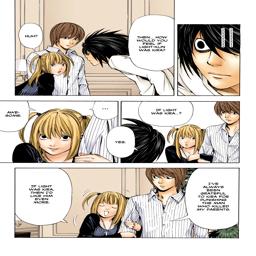 THEN... HOW
WOULD YOU
FEEL IF
LIGHT-KUN
WAS KIRA?
HUH?
IF LIGHT
WAS KIRA..?
YES.
...
AWE-
SOME.
I'VE
ALWAYS
BEEN
GRATEFUL TO
KIRA FOR
PUNISHING
THE MAN
WHO KILLED
MY PARENTS.
IF LIGHT
WAS KIRA,
THEN I'D
LIKE HIM
EVEN
MORE.